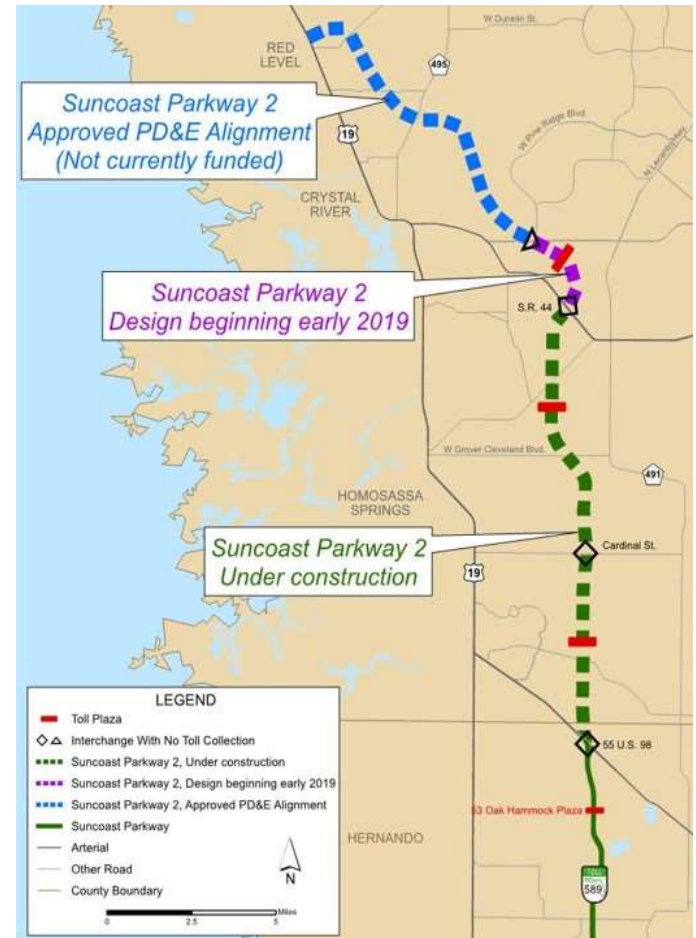 W Dunklin St.
RED
LEVEL
495
Suncoast Parkway 2
Approved PD&E Alignment
(Not currently funded)
19
W Pine Ridge Blvd.
N Lecanto Hwy.
CRYSTAL
RIVER
Suncoast Parkway 2
Design beginning early 2019
S.R. 44
W Grover Cleveland Blvd.
491
HOMOSASSA
SPRINGS
Suncoast Parkway 2
Under construction
Cardinal St.
19
LEGEND
Toll Plaza
Interchange With No Toll Collection
Suncoast Parkway 2, Under construction
Suncoast Parkway 2, Design beginning early 2019
Suncoast Parkway 2, Approved PD&E Alignment
Suncoast Parkway
Arterial
Other Road
County Boundary
N
Miles
0 2.5 5
55 U.S. 98
53 Oak Hammock Plaza
HERNANDO
TOLL
589